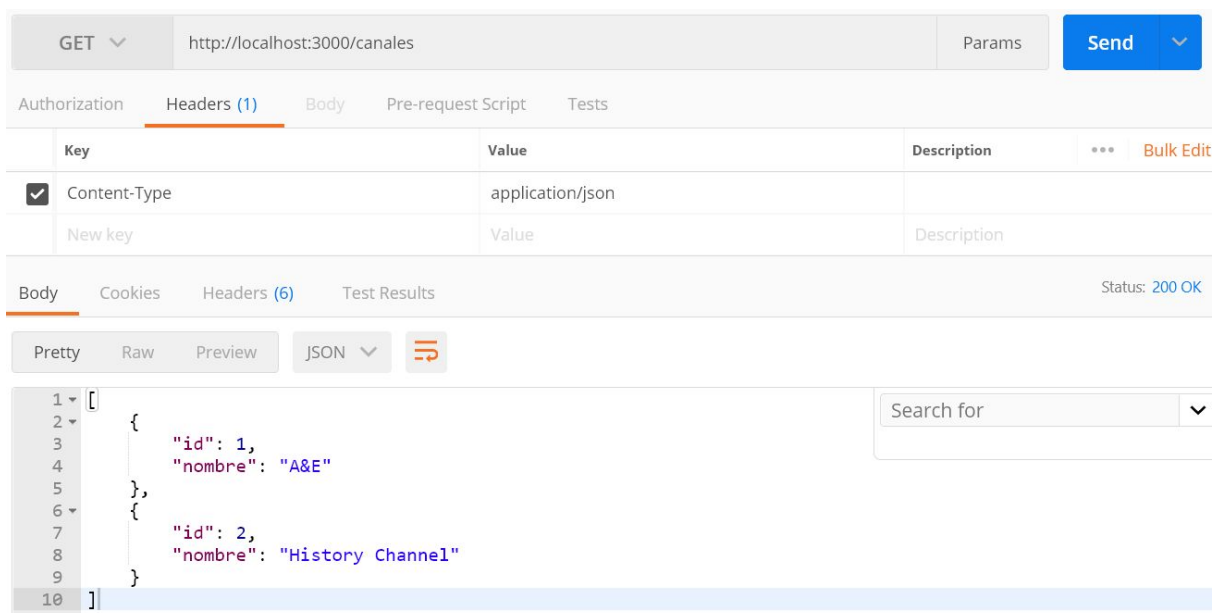 GET http://localhost:3000/canales Params Send
Authorization Headers (1) Body Pre-request Script Tests
Key Value Description ••• Bulk Edit
Content-Type application/json
New key Value Description
Body Cookies Headers (6) Test Results Status: 200 OK
Pretty Raw Preview JSON
Search for
1 [
2 {
3 "id": 1,
4 "nombre": "A&E"
5 },
6 {
7 "id": 2,
8 "nombre": "History Channel"
9 }
10 ]